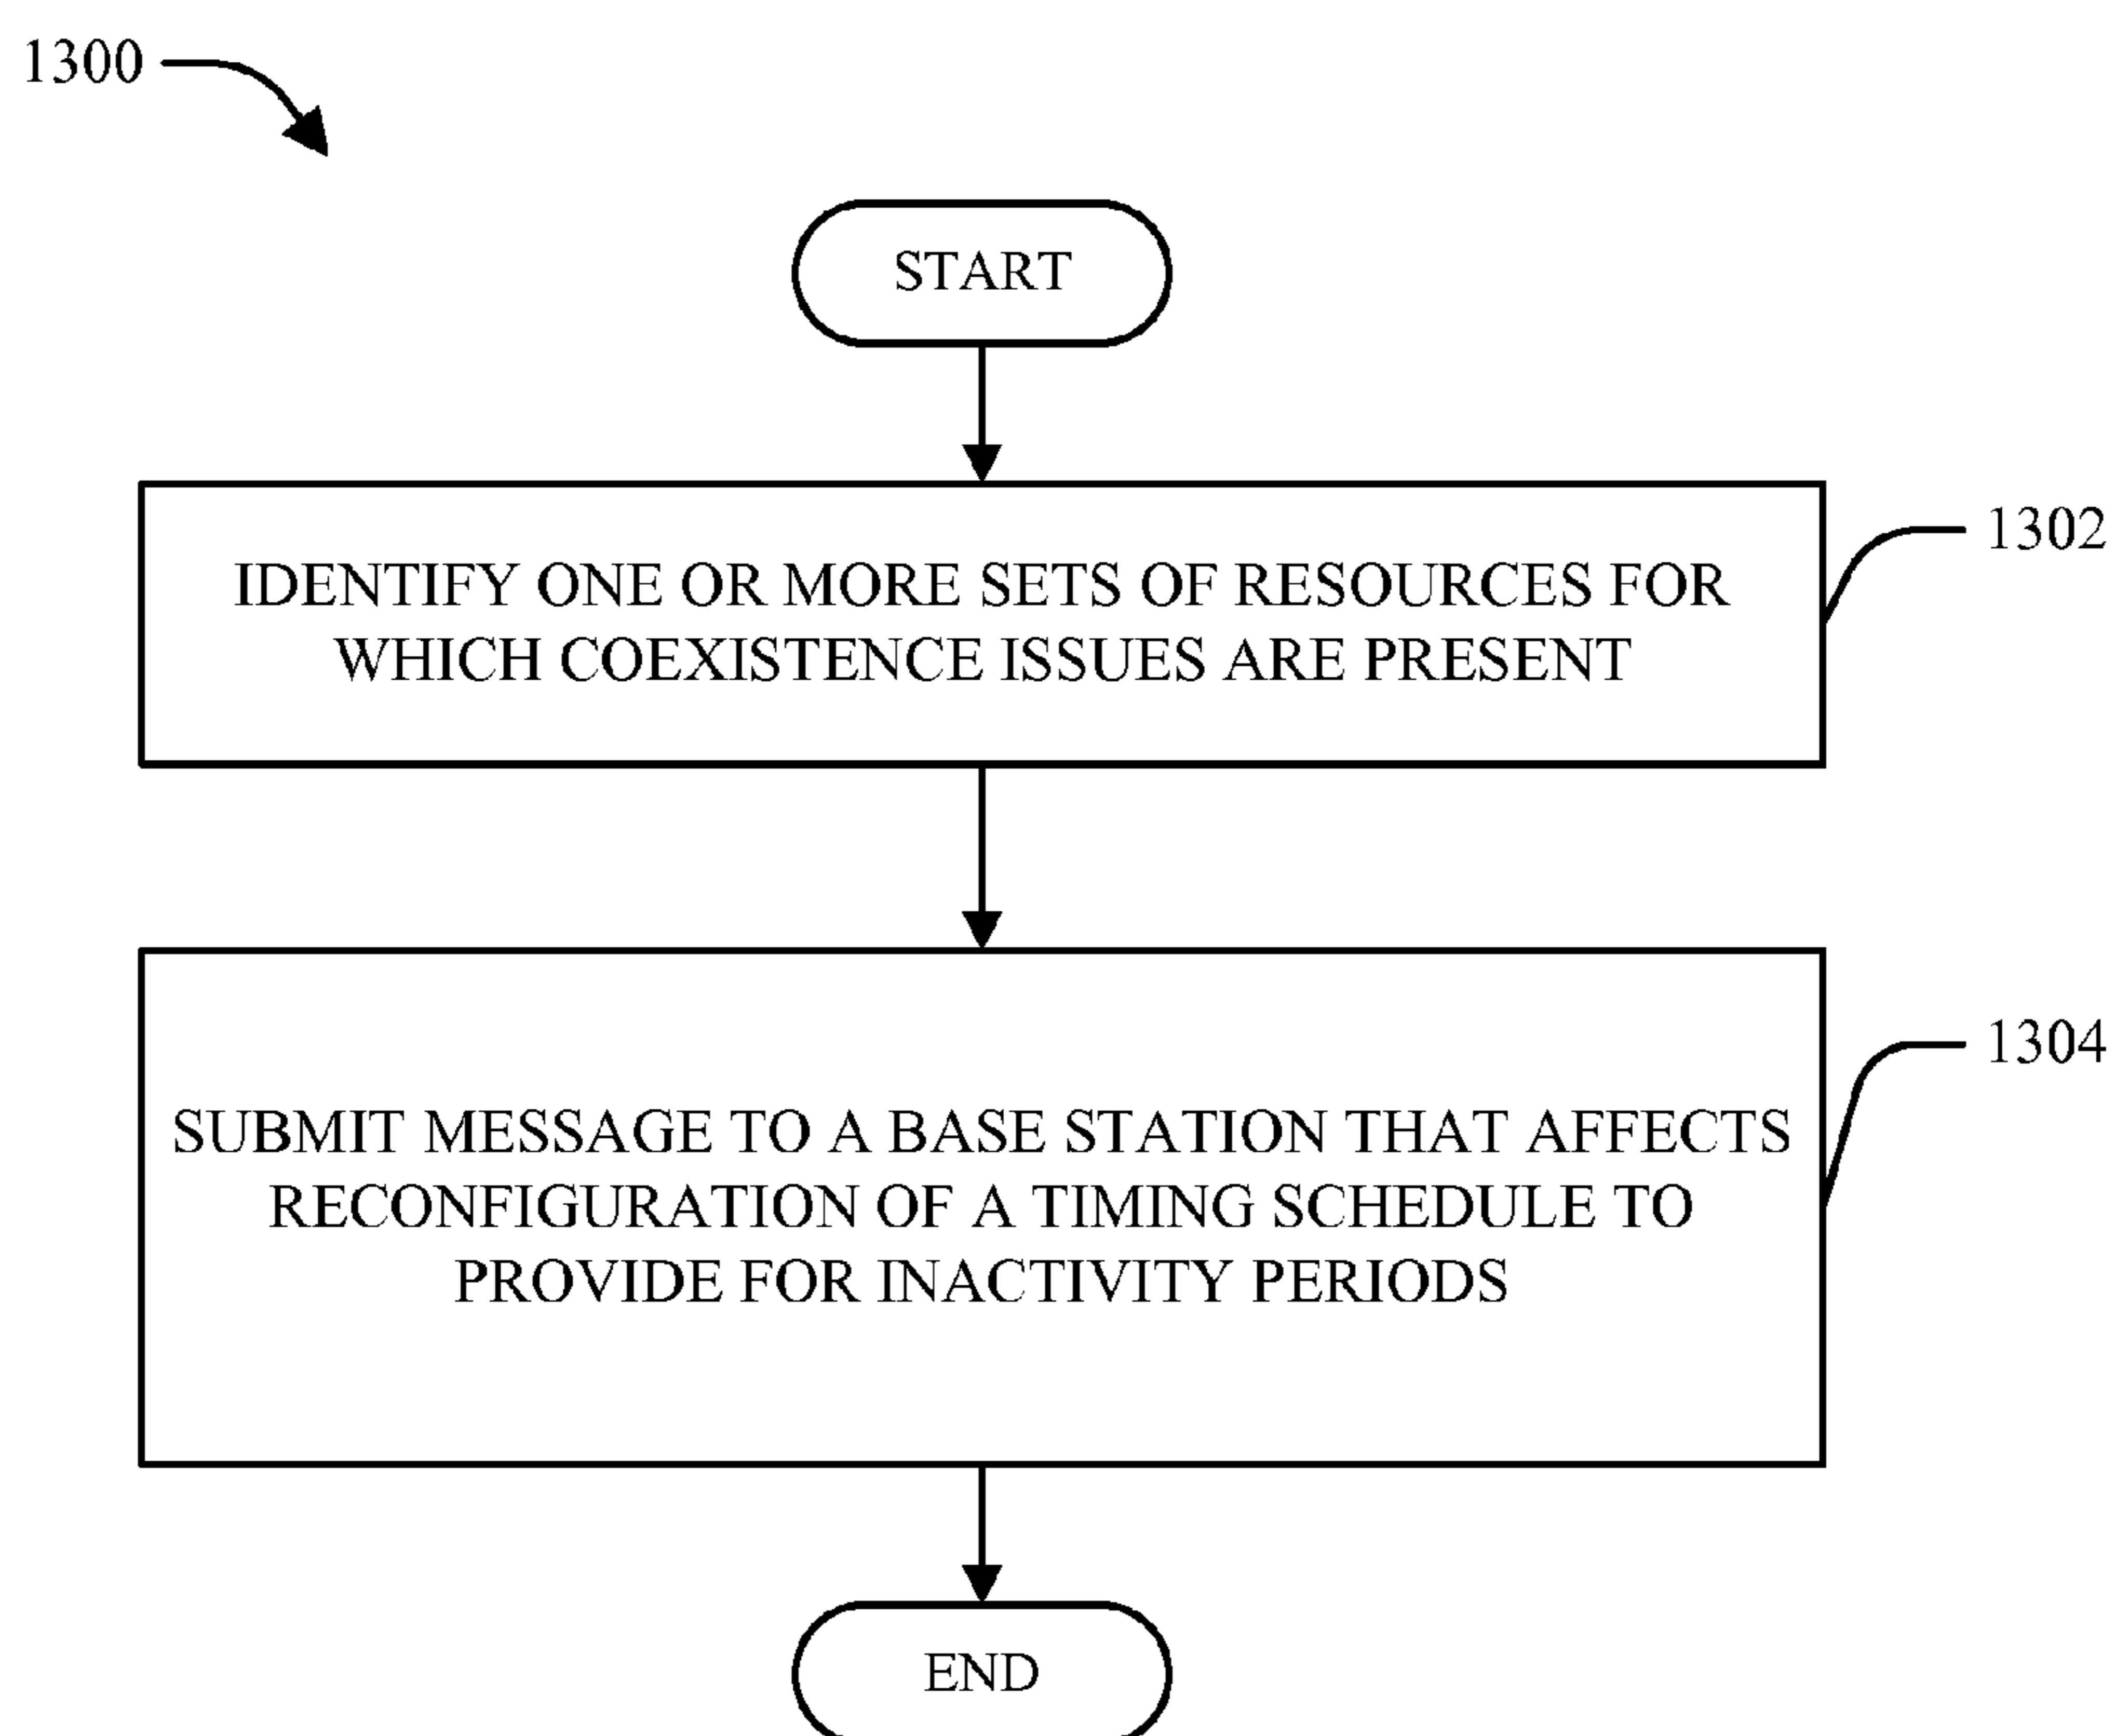 1300
START
IDENTIFY ONE OR MORE SETS OF RESOURCES FOR
WHICH COEXISTENCE ISSUES ARE PRESENT
1302
SUBMIT MESSAGE TO A BASE STATION THAT AFFECTS
RECONFIGURATION OF A TIMING SCHEDULE TO
PROVIDE FOR INACTIVITY PERIODS
1304
END